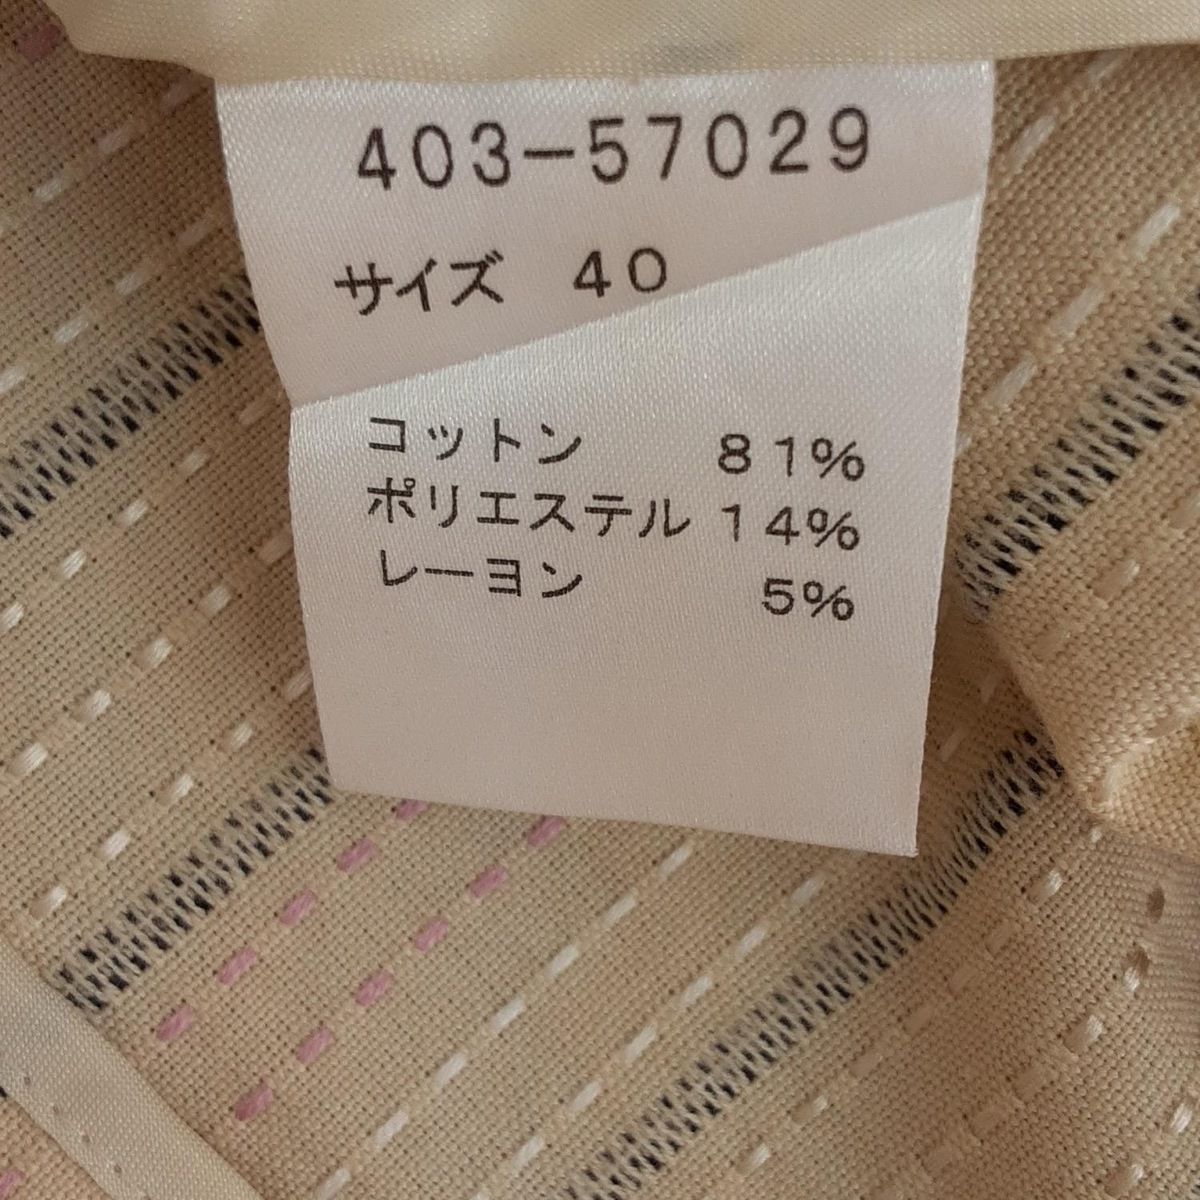 403-57029
サイズ 40
コットン 81%
ポリエステル 14%
レーヨン 5%